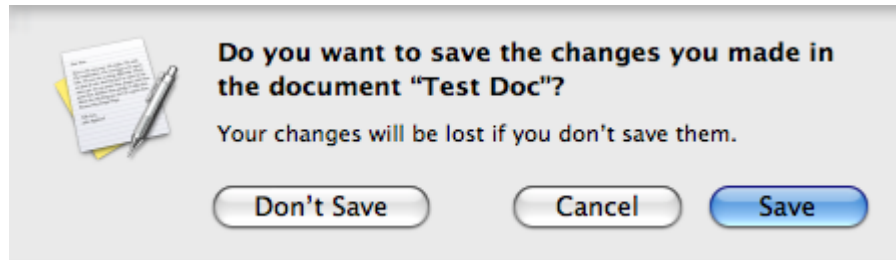 Do you want to save the changes you made in
the document “Test Doc"?
Your changes will be lost if you don’t save them.
Don’t Save Cancel Save